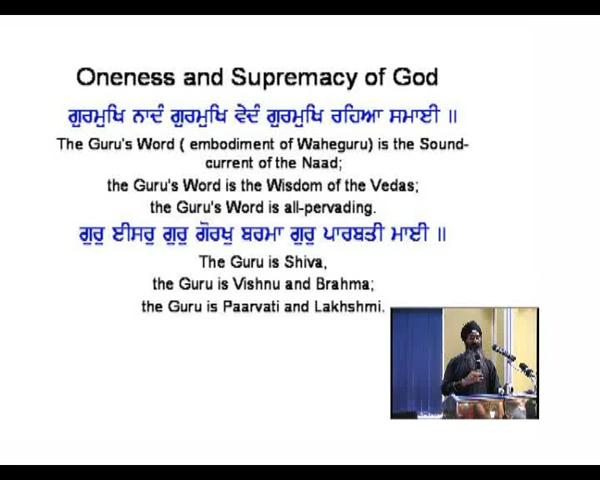 Oneness and Supremacy of God
ਗੁਰਮੁਖਿ ਨਾਦੰ ਗੁਰਮੁਖਿ ਵੇਦੰ ਗੁਰਮੁਖਿ ਰਹਿਆ ਸਮਾਈ ॥
The Guru's Word ( embodiment of Waheguru) is the Sound-
current of the Naad;
the Guru's Word is the Wisdom of the Vedas;
the Guru's Word is all-pervading.
ਗੁਰੁ ਈਸਰੁ ਗੁਰੁ ਗੋਰਖੁ ਬਰਮਾ ਗੁਰੁ ਪਾਰਬਤੀ ਮਾਈ ॥
The Guru is Shiva,
the Guru is Vishnu and Brahma;
the Guru is Paarvati and Lakhshmi.